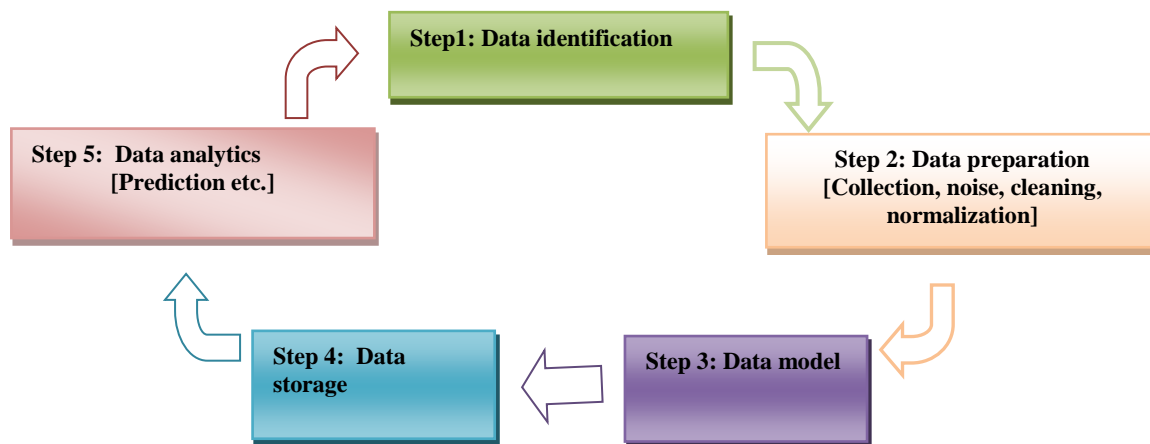 Step1: Data identification
Step 2: Data preparation
[Collection, noise, cleaning,
normalization]
Step 3: Data model
Step 4:  Data
storage
Step 5:  Data analytics
[Prediction etc.]